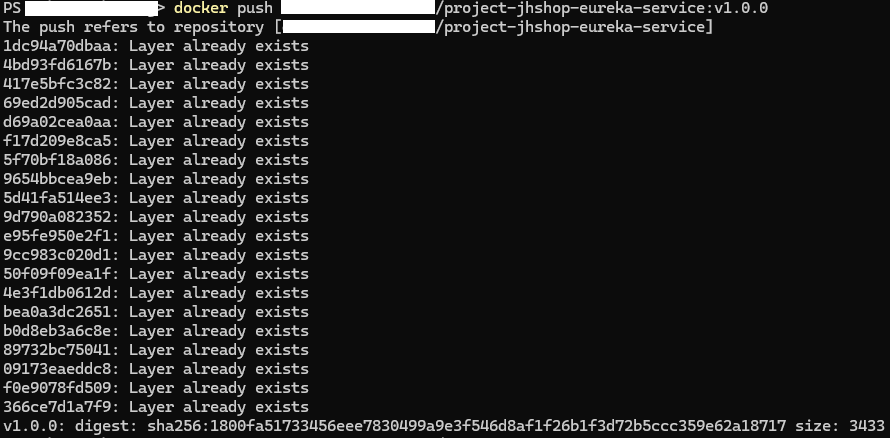 PS > docker push /project-jhshop-eureka-service:v1.0.0
The push refers to repository [ /project-jhshop-eureka-service]
1dc94a70dbaa: Layer already exists
4bd93fd6167b: Layer already exists
417e5bfc3c82: Layer already exists
69ed2d905cad: Layer already exists
d69a02cea0aa: Layer already exists
f17d209e8ca5: Layer already exists
5f70bf18a086: Layer already exists
9654bbcea9eb: Layer already exists
5d41fa514ee3: Layer already exists
9d790a082352: Layer already exists
e95fe950e2f1: Layer already exists
9cc983c020d1: Layer already exists
50f09f09ea1f: Layer already exists
4e3f1db0612d: Layer already exists
bea0a3dc2651: Layer already exists
b0d8eb3a6c8e: Layer already exists
89732bc75041: Layer already exists
09173eaeddc8: Layer already exists
f0e9078fd509: Layer already exists
366ce7d1a7f9: Layer already exists
v1.0.0: digest: sha256:1800fa51733456eee7830499a9e3f546d8af1f26b1f3d72b5ccc359e62a18717 size: 3433